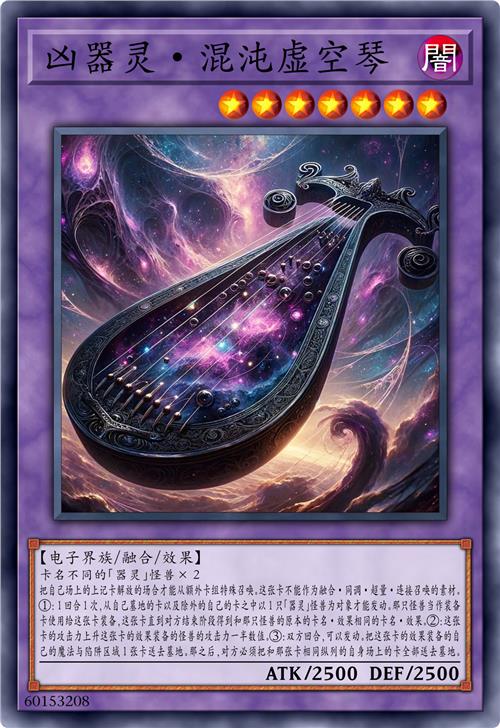 凶器灵·混沌虚空琴
闇
【电子界族/融合/效果】
卡名不同的「器灵」怪兽×2
把自己场上的上记卡解放的场合才能从额外卡组特殊召唤。这张卡不能作为融合·同调·超量·连接召唤的素材。
①:1回合1次,从自己墓地的卡以及除外的自己的卡之中以1只「器灵」怪兽为对象才能发动。那只怪兽当作装备
卡使用给这张卡装备,这张卡直到对方结束阶段得到和那只怪兽的原本的卡名·效果相同的卡名·效果。②:这张
卡的攻击力上升这张卡的效果装备的怪兽的攻击力一半数值。③:双方回合,可以发动。把这张卡的效果装备的自
己的魔法与陷阱区域1张卡送去墓地。那之后,对方必须把和那张卡相同纵列的自身场上的卡全部送去墓地。
ATK/2500 DEF/2500
60153208